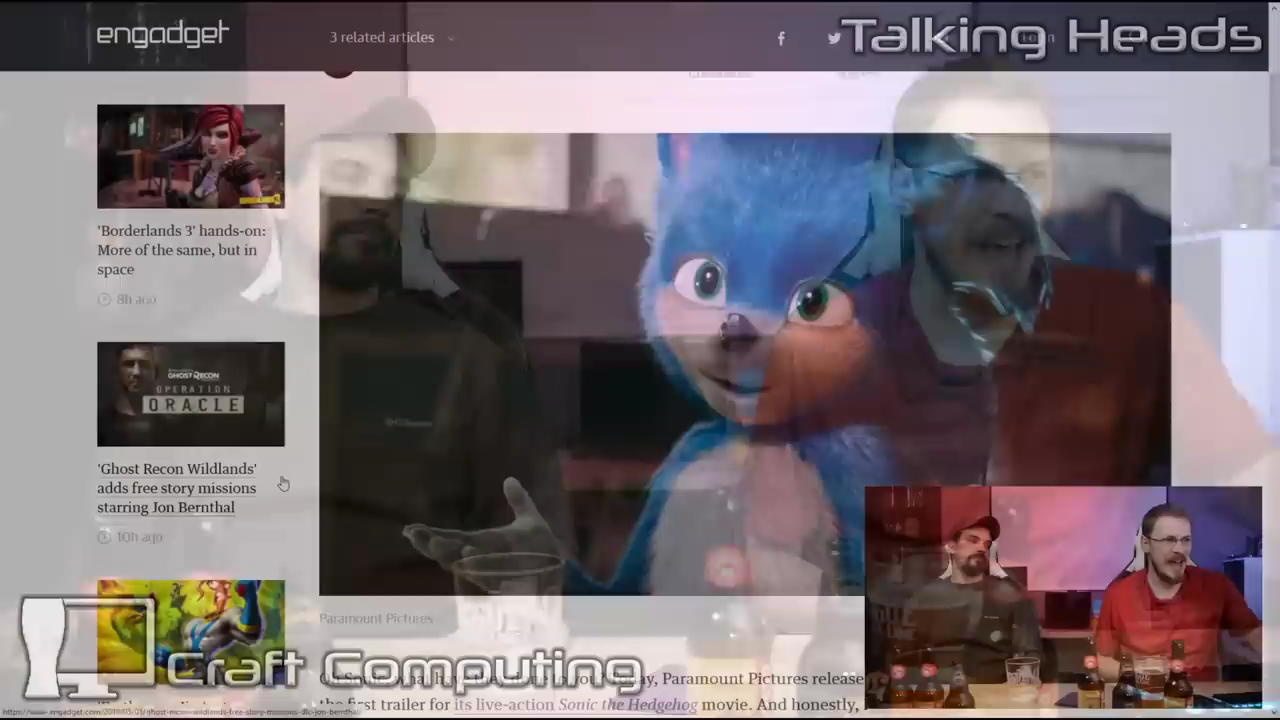 engadget
3 related articles
Talking Heads
'Borderlands 3' hands-on:
More of the same, but in
space
8h ago
GHOST RECON
OPERATION
ORACLE
'Ghost Recon Wildlands'
adds free story missions
starring Jon Bernthal
10h ago
Paramount Pictures
Craft Computing
day, Paramount Pictures release
the first trailer for its live-action Sonic the Hedgehog movie. And honestly,